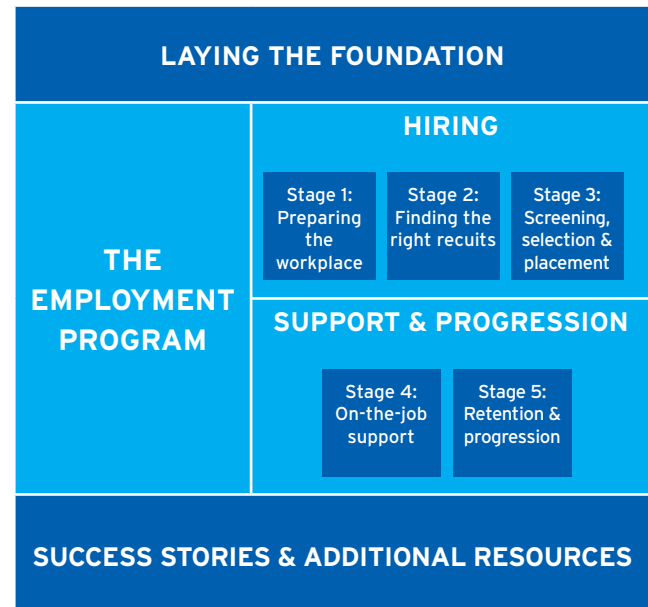 LAYING THE FOUNDATION
THE
EMPLOYMENT
PROGRAM
HIRING
Stage 1:
Preparing
the
workplace
Stage 2:
Finding the
right recuits
Stage 3:
Screening,
selection &
placement
SUPPORT & PROGRESSION
Stage 4:
On-the-job
support
Stage 5:
Retention &
progression
SUCCESS STORIES & ADDITIONAL RESOURCES